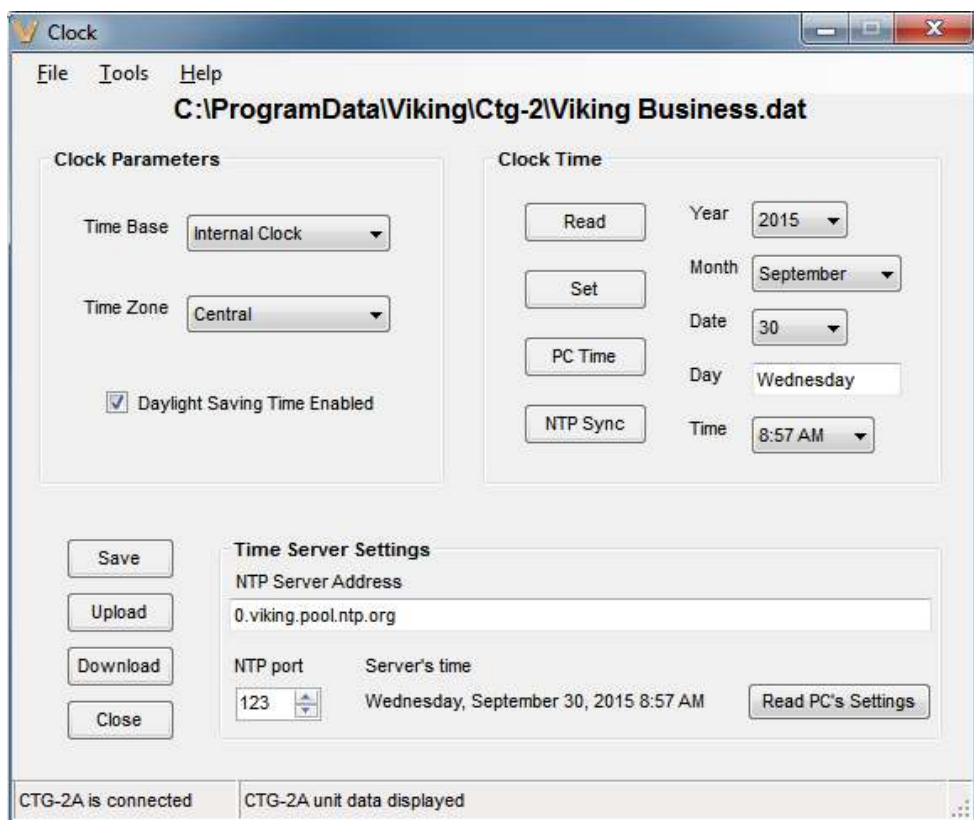 Clock
File Tools Help
C:\ProgramData\Viking\Ctg-2\Viking Business.dat
Clock Parameters
Time Base Internal Clock
Time Zone Central
Daylight Saving Time Enabled
Clock Time
Read
Set
PC Time
NTP Sync
Year 2015
Month September
Date 30
Day Wednesday
Time 8:57 AM
Save
Upload
Download
Close
Time Server Settings
NTP Server Address
0.viking.pool.ntp.org
NTP port Server's time
123 Wednesday, September 30, 2015 8:57 AM Read PC's Settings
CTG-2A is connected CTG-2A unit data displayed